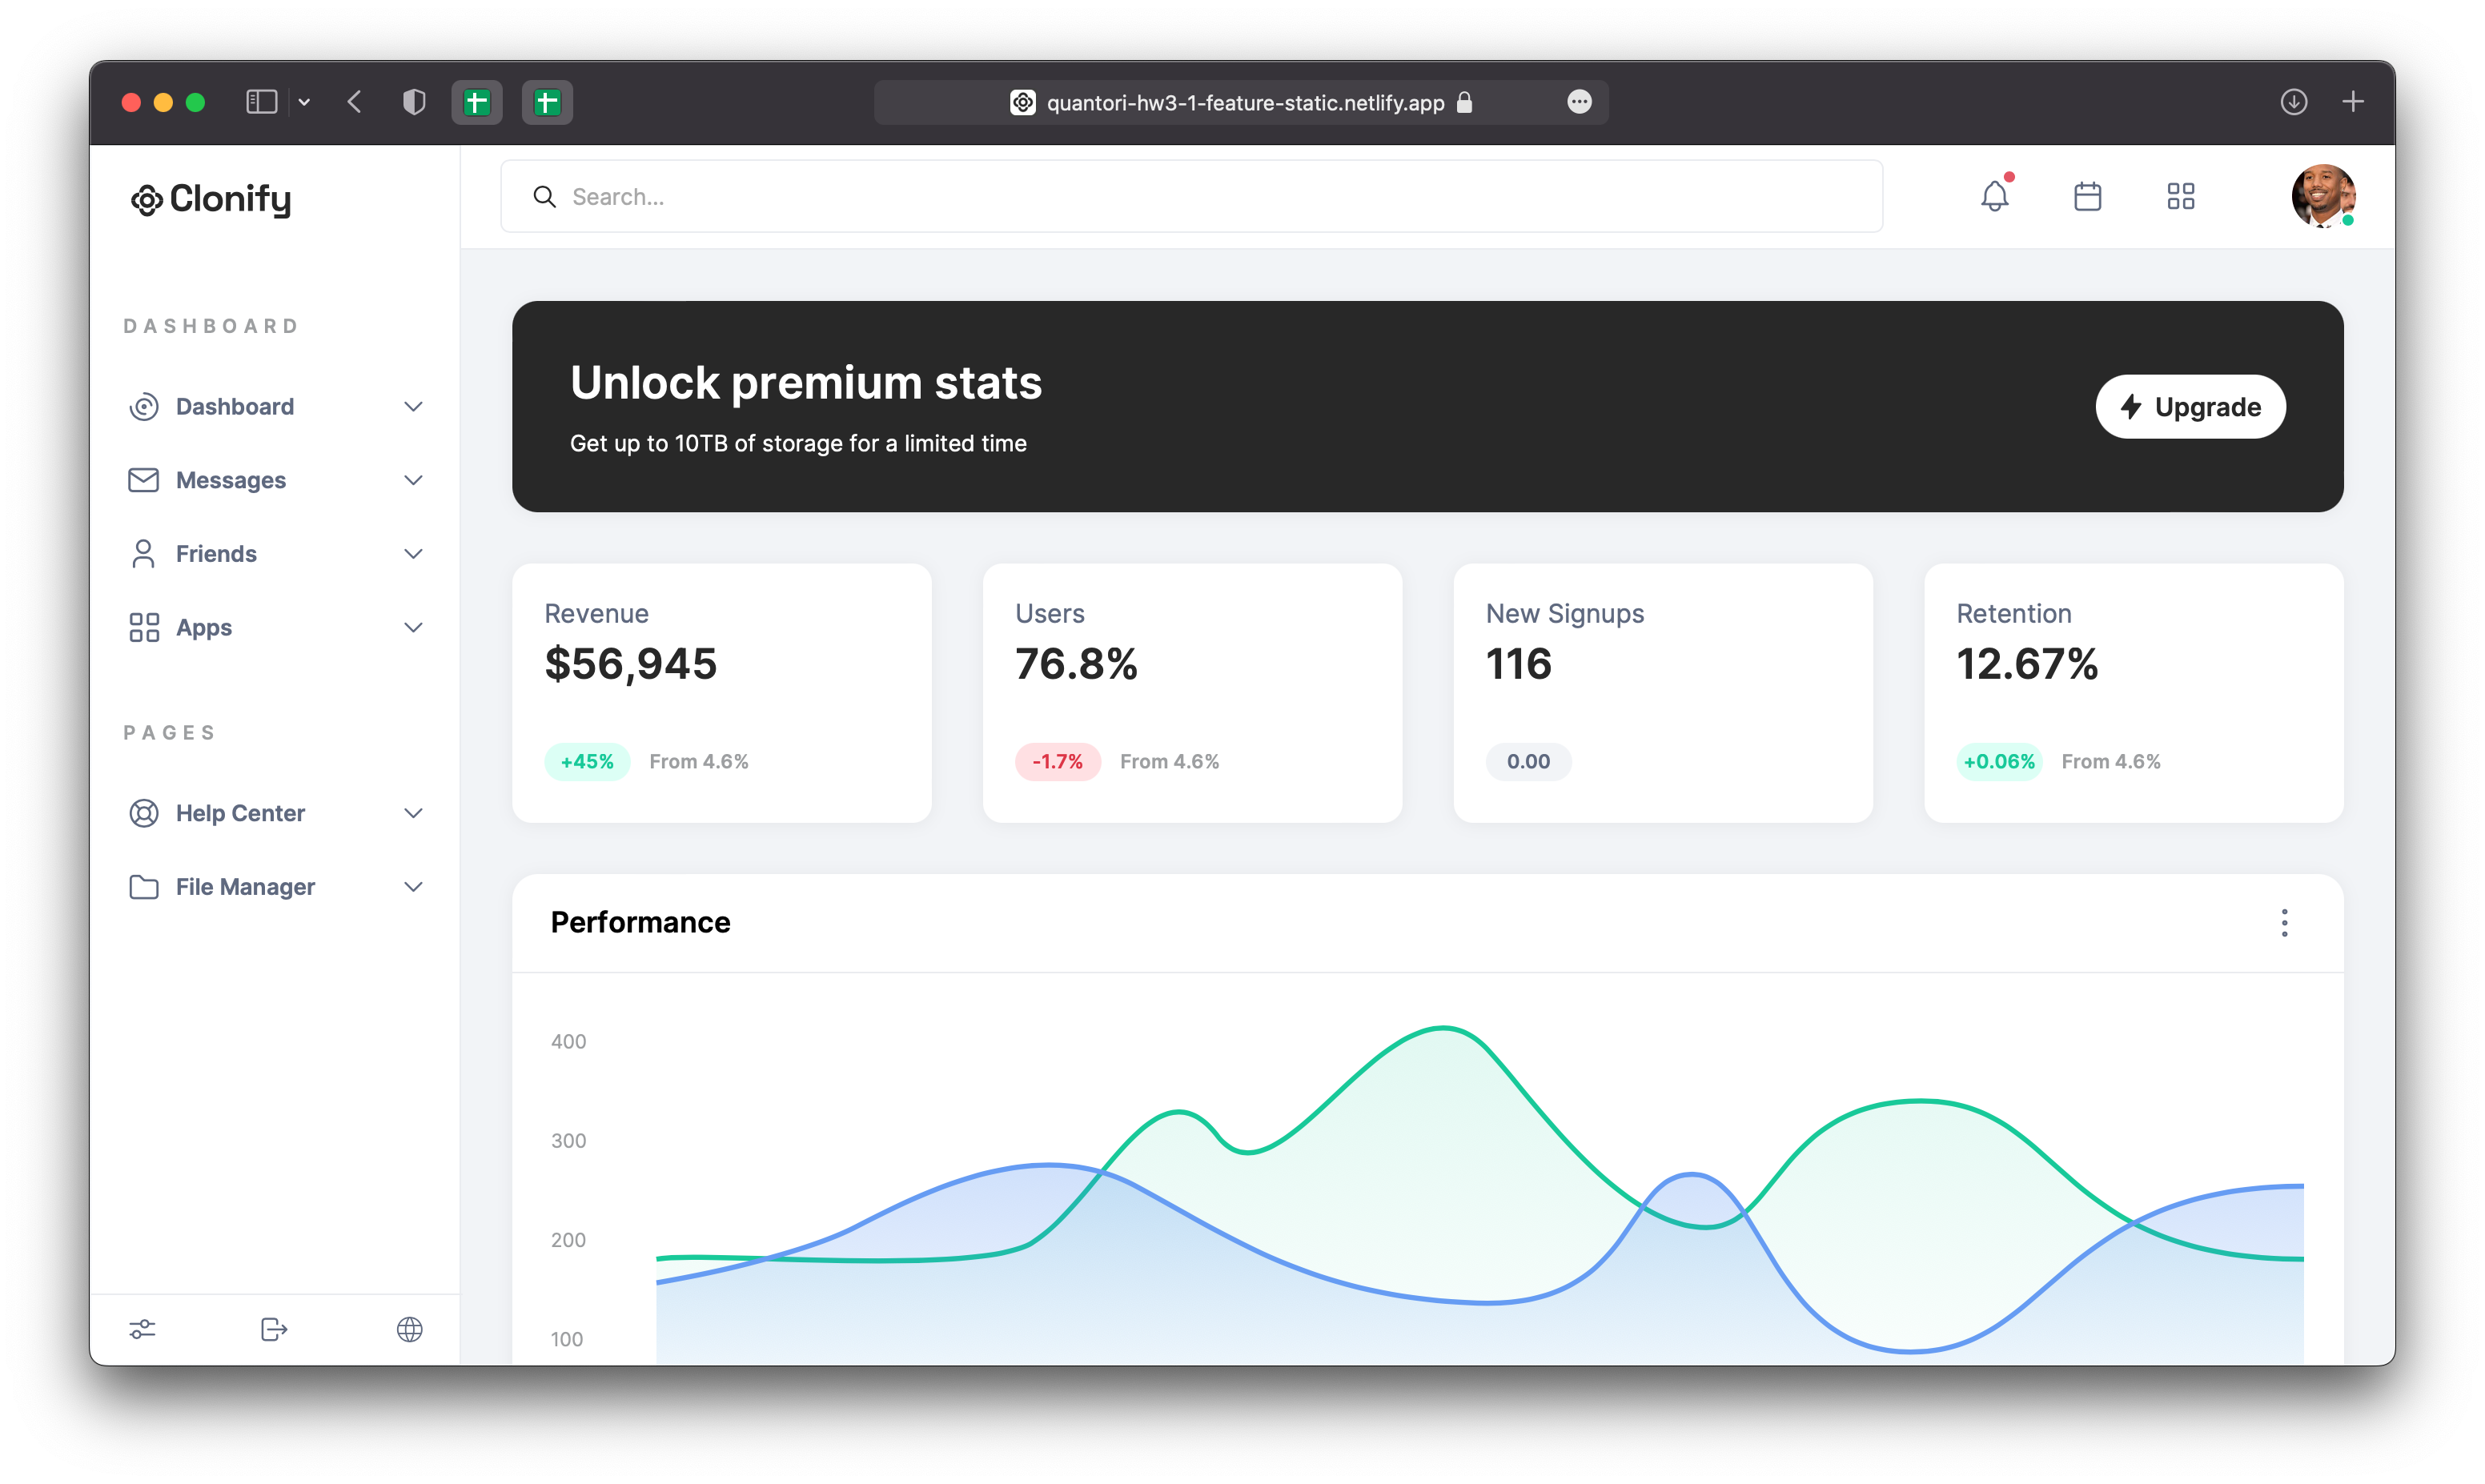 quantori-hw3-1-feature-static.netlify.app
Clonify
Search...
DASHBOARD
Dashboard
Messages
Friends
Apps
PAGES
Help Center
File Manager
Unlock premium stats
Get up to 10TB of storage for a limited time
Upgrade
Revenue
$56,945
+45% From 4.6%
Users
76.8%
-1.7% From 4.6%
New Signups
116
0.00
Retention
12.67%
+0.06% From 4.6%
Performance
400
300
200
100